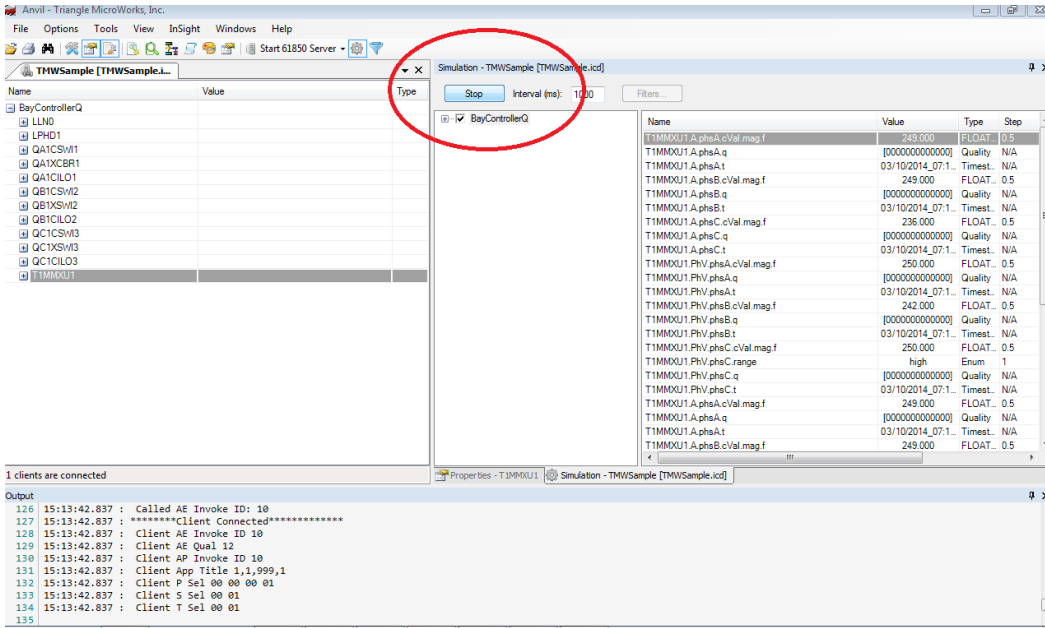 Anvil - Triangle MicroWorks, Inc.
File Options Tools View InSight Windows Help
Start 61850 Server
TMWSample [TMWSample.i...
Name Value Type
BayControllerQ
LLN0
LPHD1
QA1CSWI1
QA1XCBR1
QA1CILO1
QB1CSWI2
QB1XSWI2
QB1CILO2
QC1CSWI3
QC1XSWI3
QC1CILO3
T1MMXU1
1 clients are connected
Simulation - TMWSample [TMWSample.icd]
Stop Interval (ms): 1000 Filters...
BayControllerQ
Name Value Type Step
T1MMXU1.A.phsA.cVal.mag.f 249.000 FLOAT... 0.5
T1MMXU1.A.phsA.q [0000000000000] Quality N/A
T1MMXU1.A.phsA.t 03/10/2014_07:1... Timest... N/A
T1MMXU1.A.phsB.cVal.mag.f 249.000 FLOAT... 0.5
T1MMXU1.A.phsB.q [0000000000000] Quality N/A
T1MMXU1.A.phsB.t 03/10/2014_07:1... Timest... N/A
T1MMXU1.A.phsC.cVal.mag.f 236.000 FLOAT... 0.5
T1MMXU1.A.phsC.q [0000000000000] Quality N/A
T1MMXU1.A.phsC.t 03/10/2014_07:1... Timest... N/A
T1MMXU1.PhV.phsA.cVal.mag.f 250.000 FLOAT... 0.5
T1MMXU1.PhV.phsA.q [0000000000000] Quality N/A
T1MMXU1.PhV.phsA.t 03/10/2014_07:1... Timest... N/A
T1MMXU1.PhV.phsB.cVal.mag.f 242.000 FLOAT... 0.5
T1MMXU1.PhV.phsB.q [0000000000000] Quality N/A
T1MMXU1.PhV.phsB.t 03/10/2014_07:1... Timest... N/A
T1MMXU1.PhV.phsC.cVal.mag.f 250.000 FLOAT... 0.5
T1MMXU1.PhV.phsC.range high Enum 1
T1MMXU1.PhV.phsC.q [0000000000000] Quality N/A
T1MMXU1.PhV.phsC.t 03/10/2014_07:1... Timest... N/A
T1MMXU1.A.phsA.cVal.mag.f 249.000 FLOAT... 0.5
T1MMXU1.A.phsA.q [0000000000000] Quality N/A
T1MMXU1.A.phsA.t 03/10/2014_07:1... Timest... N/A
T1MMXU1.A.phsB.cVal.mag.f 249.000 FLOAT... 0.5
Properties - T1MMXU1 Simulation - TMWSample [TMWSample.icd]
Output
126 15:13:42.837 : Called AE Invoke ID: 10
127 15:13:42.837 : ********Client Connected*************
128 15:13:42.837 : Client AE Invoke ID 10
129 15:13:42.837 : Client AE Qual 12
130 15:13:42.837 : Client AP Invoke ID 10
131 15:13:42.837 : Client App Title 1,1,999,1
132 15:13:42.837 : Client P Sel 00 00 00 01
133 15:13:42.837 : Client S Sel 00 01
134 15:13:42.837 : Client T Sel 00 01
135